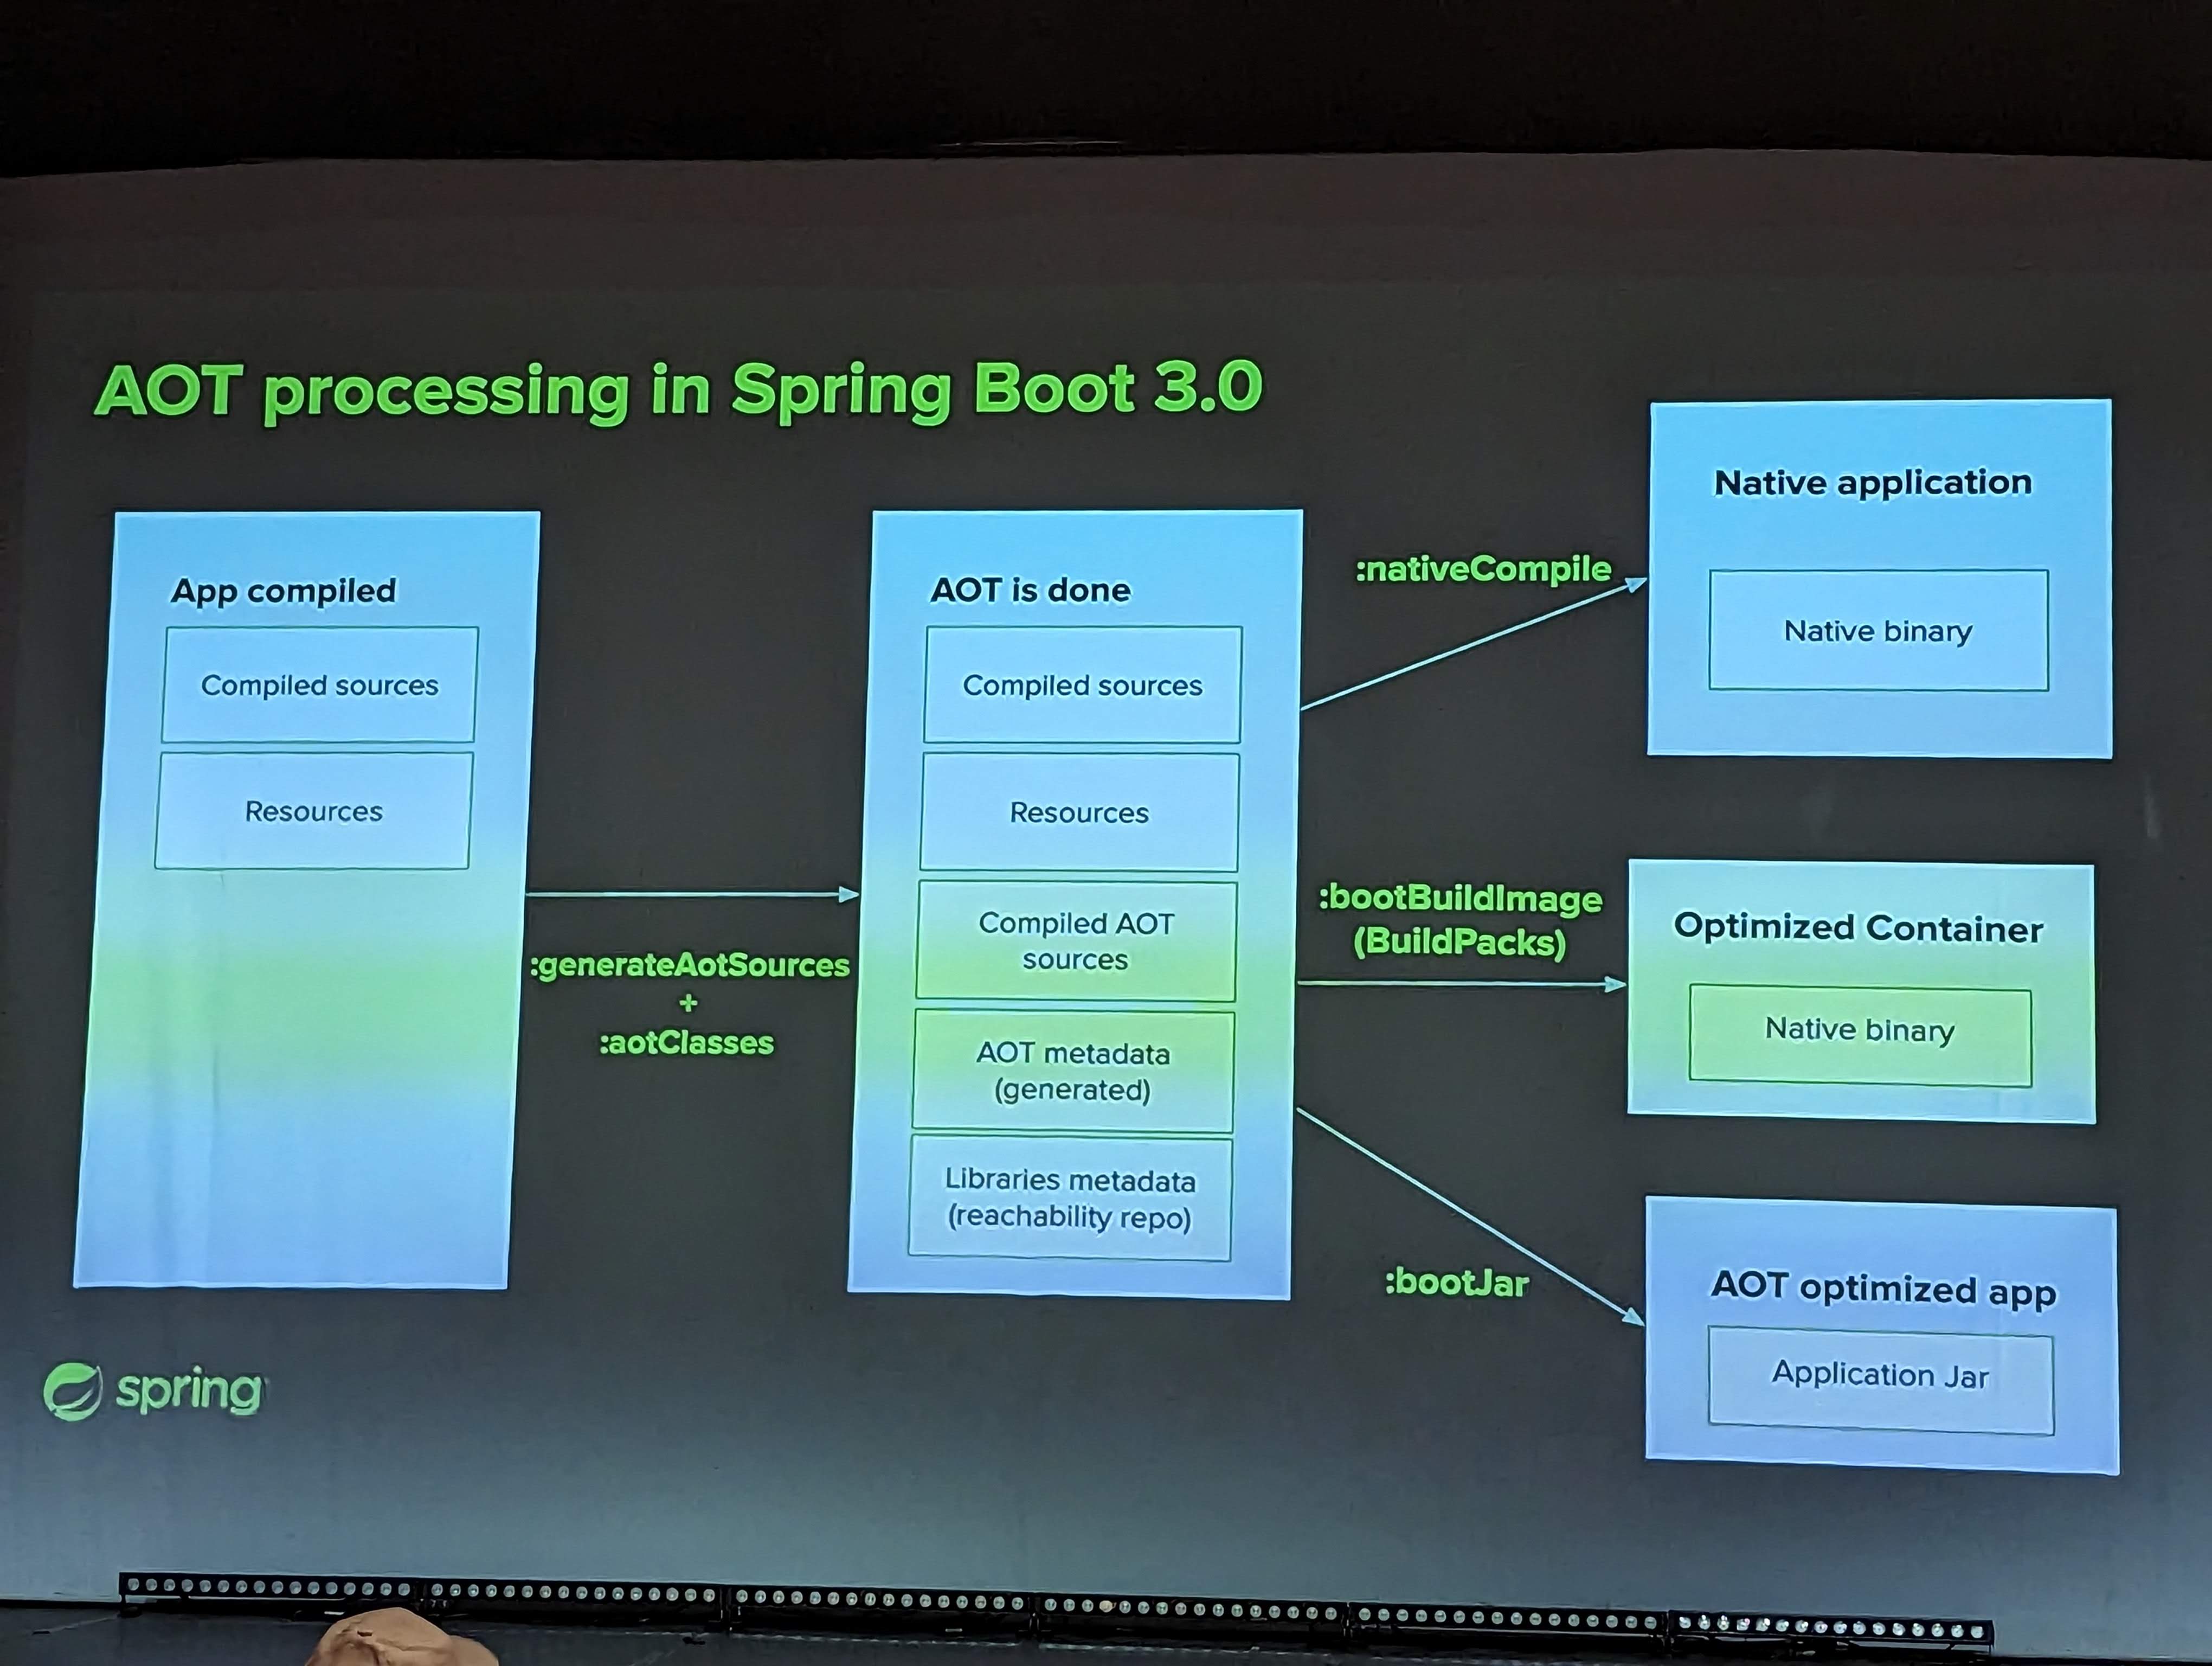 AOT processing in Spring Boot 3.0
App compiled
Compiled sources
Resources
:generateAotSources
+
:aotClasses
AOT is done
Compiled sources
Resources
Compiled AOT
sources
AOT metadata
(generated)
Libraries metadata
(reachability repo)
:nativeCompile
Native application
Native binary
:bootBuildImage
(BuildPacks)
Optimized Container
Native binary
:bootJar
AOT optimized app
Application Jar
spring